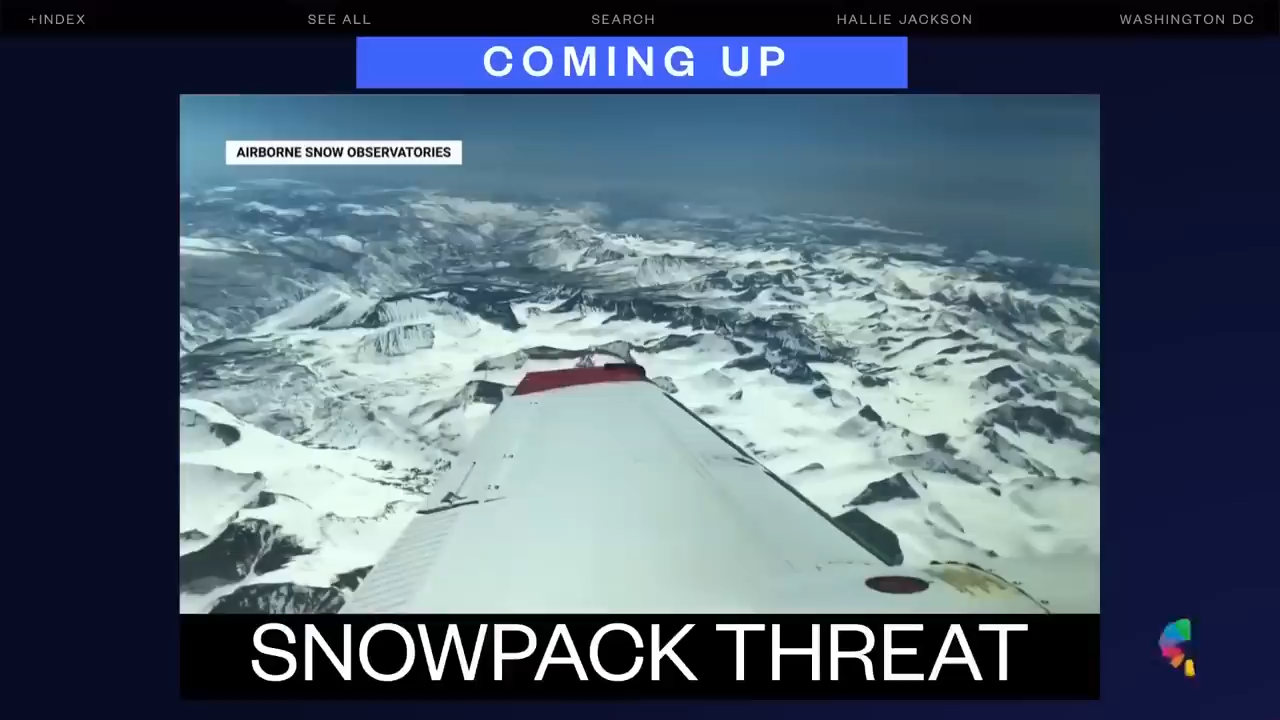 +INDEX
SEE ALL
SEARCH
HALLIE JACKSON
WASHINGTON DC
COMING UP
AIRBORNE SNOW OBSERVATORIES
SNOWPACK THREAT